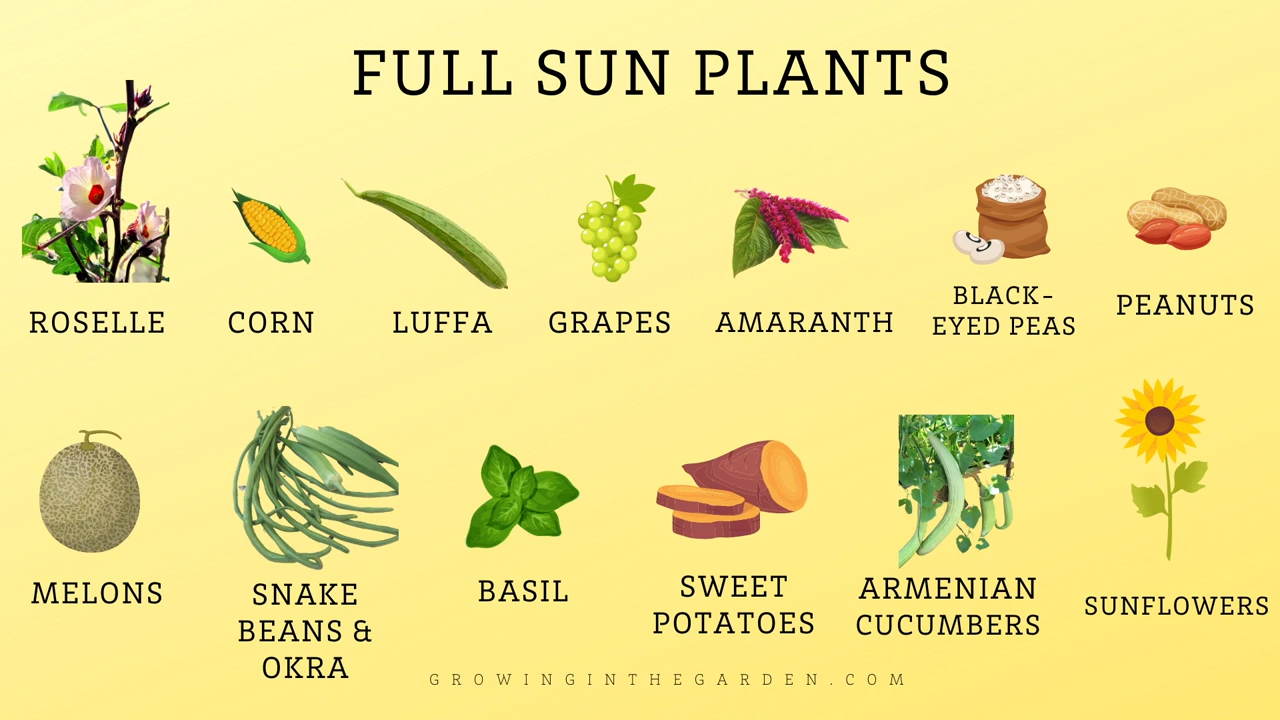 FULL SUN PLANTS
ROSELLE
CORN
LUFFA
GRAPES
AMARANTH
BLACK-
EYED PEAS
PEANUTS
MELONS
SNAKE
BEANS &
OKRA
BASIL
SWEET
POTATOES
ARMENIAN
CUCUMBERS
SUNFLOWERS
GROWINGINTHEGARDEN.COM